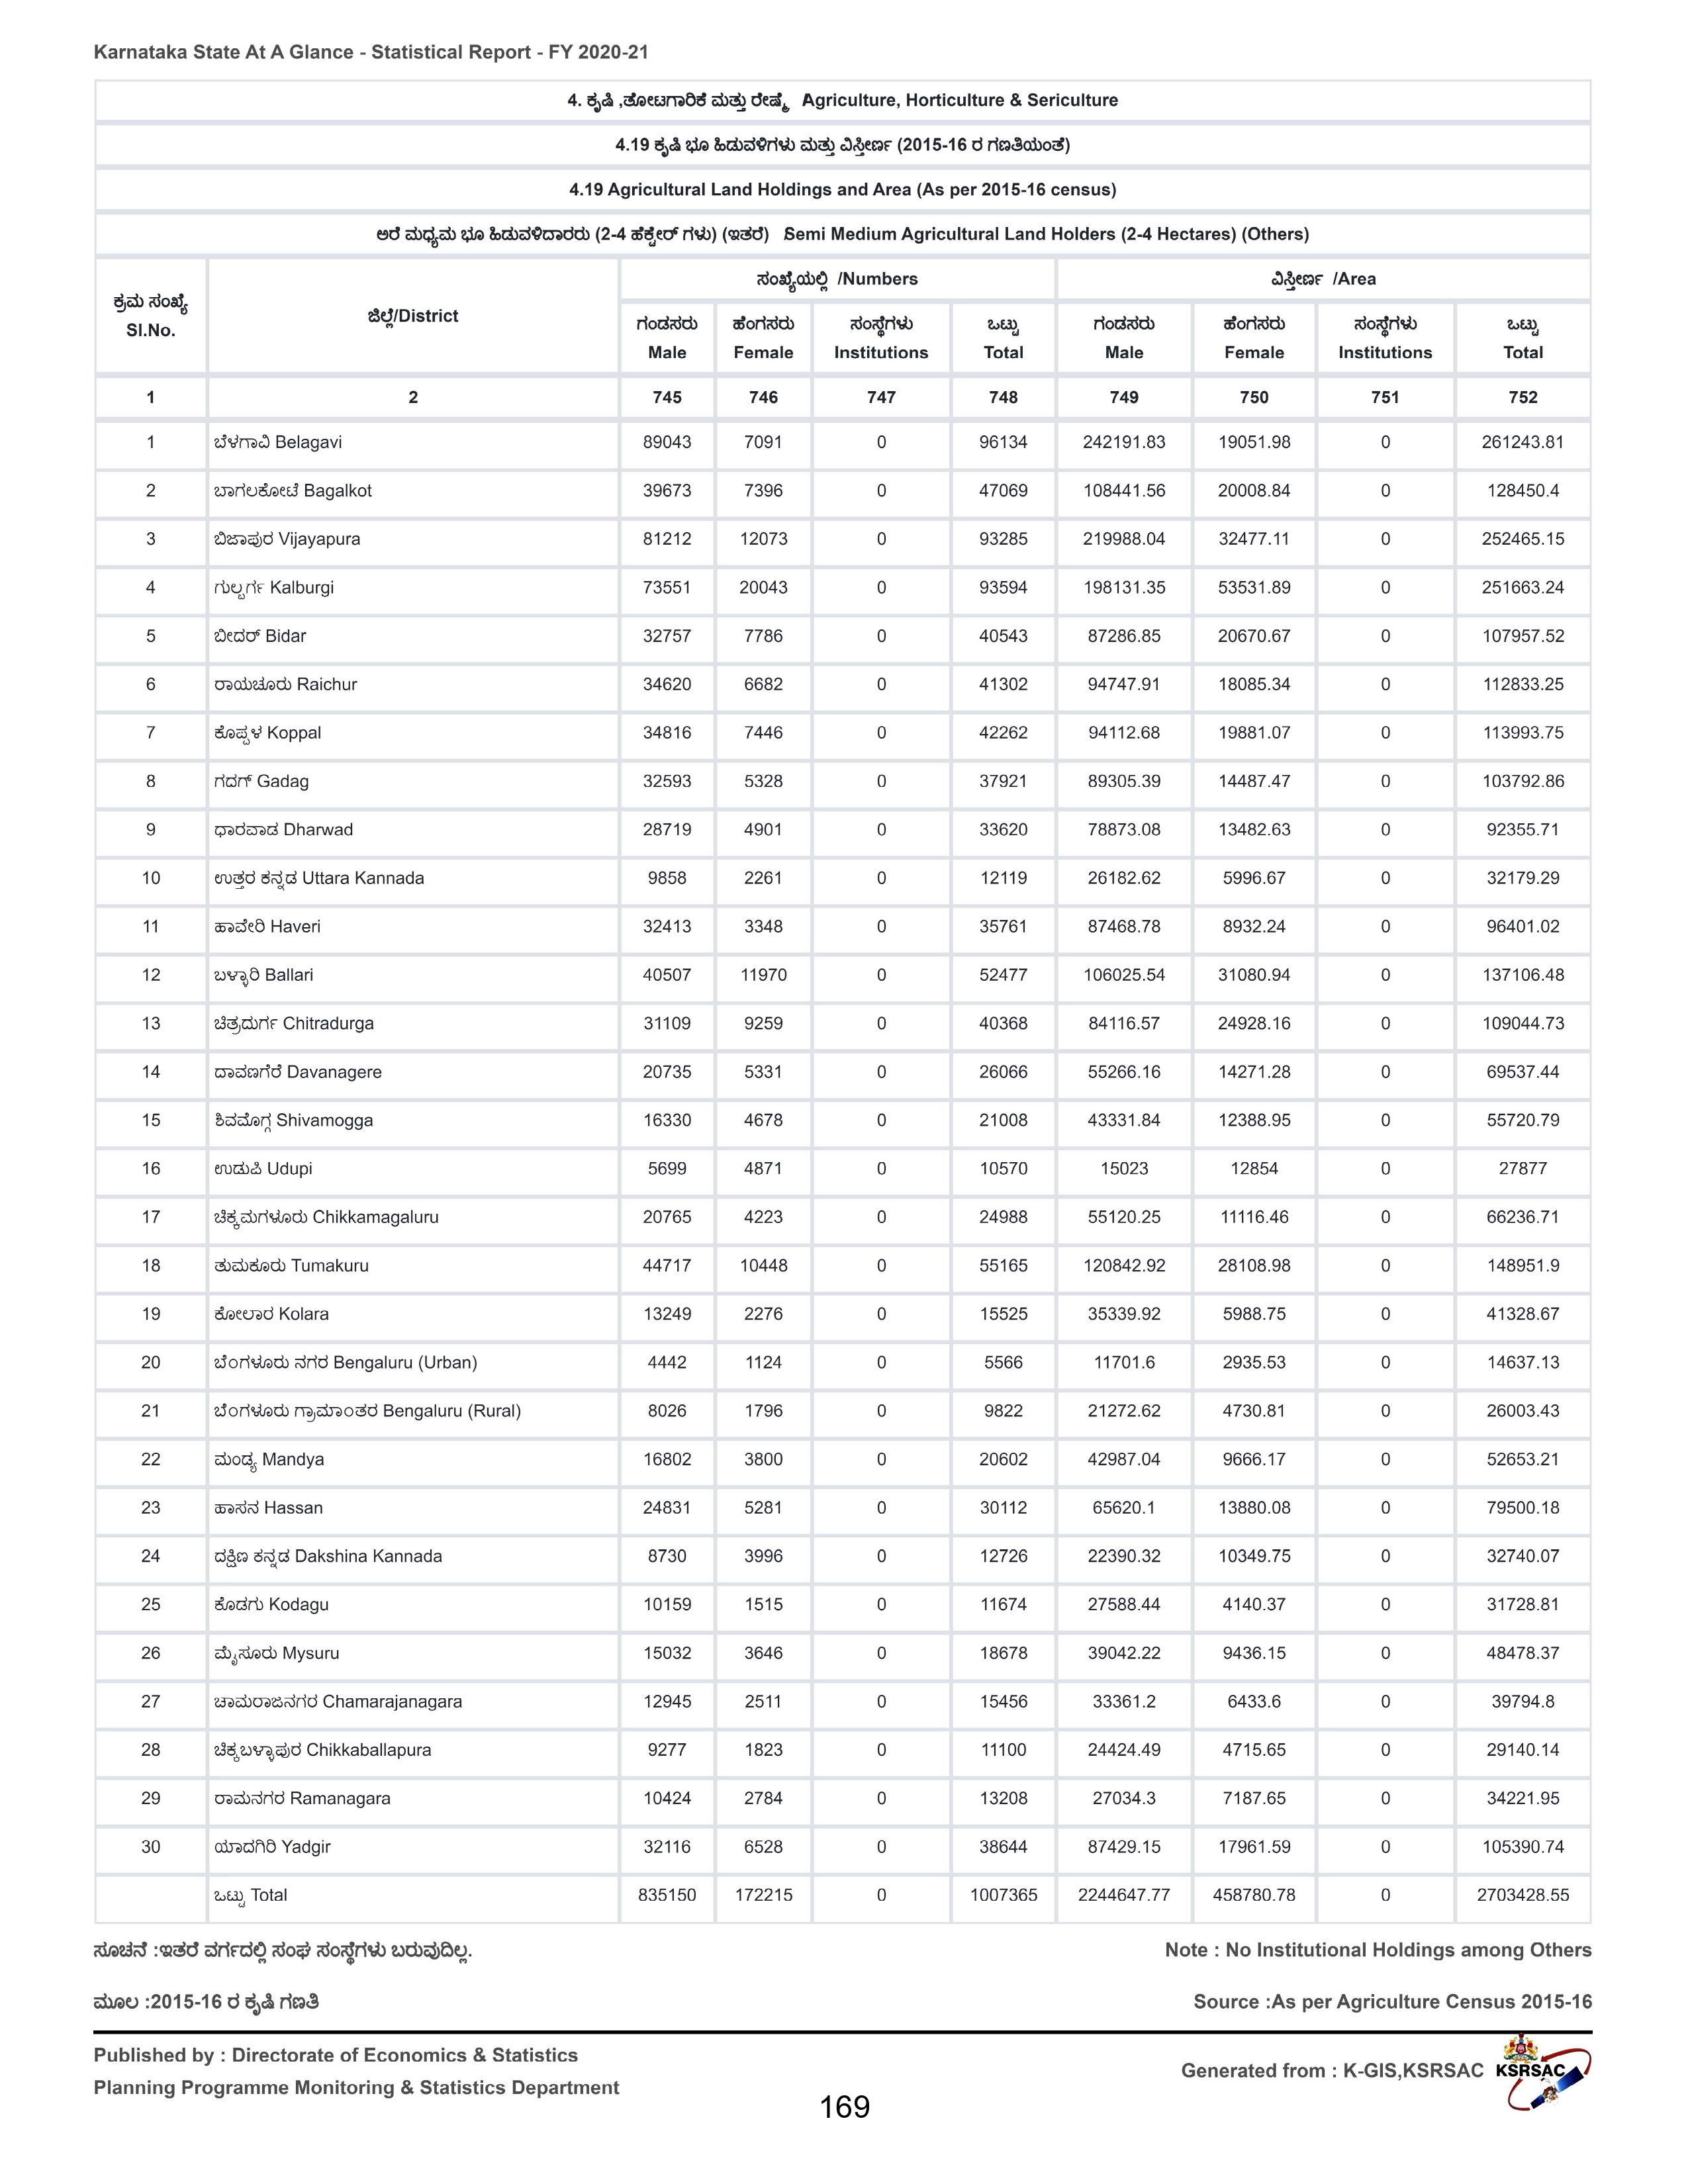 Karnataka State At A Glance - Statistical Report - FY 2020-21
4. ಕೃಷಿ ,ತೋಟಗಾರಿಕೆ ಮತ್ತು ರೇಷ್ಮೆ Agriculture, Horticulture & Sericulture
4.19 ಕೃಷಿ ಭೂ ಹಿಡುವಳಿಗಳು ಮತ್ತು ವಿಸ್ತೀರ್ಣ (2015-16 ರ ಗಣತಿಯಂತೆ)
4.19 Agricultural Land Holdings and Area (As per 2015-16 census)
ಅರೆ ಮಧ್ಯಮ ಭೂ ಹಿಡುವಳಿದಾರರು (2-4 ಹೆಕ್ಟೇರ್ ಗಳು) (ಇತರೆ) /Semi Medium Agricultural Land Holders (2-4 Hectares) (Others)
ಕ್ರಮ ಸಂಖ್ಯೆ Sl.No. ಜಿಲ್ಲೆ/District ಸಂಖ್ಯೆಯಲ್ಲಿ /Numbers ವಿಸ್ತೀರ್ಣ /Area
ಗಂಡಸರು ಹೆಂಗಸರು ಸಂಸ್ಥೆಗಳು ಒಟ್ಟು ಗಂಡಸರು ಹೆಂಗಸರು ಸಂಸ್ಥೆಗಳು ಒಟ್ಟು
Male Female Institutions Total Male Female Institutions Total
1 2 745 746 747 748 749 750 751 752
1 ಬೆಳಗಾವಿ Belagavi 89043 7091 0 96134 242191.83 19051.98 0 261243.81
2 ಬಾಗಲಕೋಟೆ Bagalkot 39673 7396 0 47069 108441.56 20008.84 0 128450.4
3 ಬಿಜಾಪುರ Vijayapura 81212 12073 0 93285 219988.04 32477.11 0 252465.15
4 ಗುಲ್ಬರ್ಗ Kalburgi 73551 20043 0 93594 198131.35 53531.89 0 251663.24
5 ಬೀದರ್ Bidar 32757 7786 0 40543 87286.85 20670.67 0 107957.52
6 ರಾಯಚೂರು Raichur 34620 6682 0 41302 94747.91 18085.34 0 112833.25
7 ಕೊಪ್ಪಳ Koppal 34816 7446 0 42262 94112.68 19881.07 0 113993.75
8 ಗದಗ್ Gadag 32593 5328 0 37921 89305.39 14487.47 0 103792.86
9 ಧಾರವಾಡ Dharwad 28719 4901 0 33620 78873.08 13482.63 0 92355.71
10 ಉತ್ತರ ಕನ್ನಡ Uttara Kannada 9858 2261 0 12119 26182.62 5996.67 0 32179.29
11 ಹಾವೇರಿ Haveri 32413 3348 0 35761 87468.78 8932.24 0 96401.02
12 ಬಳ್ಳಾರಿ Ballari 40507 11970 0 52477 106025.54 31080.94 0 137106.48
13 ಚಿತ್ರದುರ್ಗ Chitradurga 31109 9259 0 40368 84116.57 24928.16 0 109044.73
14 ದಾವಣಗೆರೆ Davanagere 20735 5331 0 26066 55266.16 14271.28 0 69537.44
15 ಶಿವಮೊಗ್ಗ Shivamogga 16330 4678 0 21008 43331.84 12388.95 0 55720.79
16 ಉಡುಪಿ Udupi 5699 4871 0 10570 15023 12854 0 27877
17 ಚಿಕ್ಕಮಗಳೂರು Chikkamagaluru 20765 4223 0 24988 55120.25 11116.46 0 66236.71
18 ತುಮಕೂರು Tumakuru 44717 10448 0 55165 120842.92 28108.98 0 148951.9
19 ಕೋಲಾರ Kolara 13249 2276 0 15525 35339.92 5988.75 0 41328.67
20 ಬೆಂಗಳೂರು ನಗರ Bengaluru (Urban) 4442 1124 0 5566 11701.6 2935.53 0 14637.13
21 ಬೆಂಗಳೂರು ಗ್ರಾಮಾಂತರ Bengaluru (Rural) 8026 1796 0 9822 21272.62 4730.81 0 26003.43
22 ಮಂಡ್ಯ Mandya 16802 3800 0 20602 42987.04 9666.17 0 52653.21
23 ಹಾಸನ Hassan 24831 5281 0 30112 65620.1 13880.08 0 79500.18
24 ದಕ್ಷಿಣ ಕನ್ನಡ Dakshina Kannada 8730 3996 0 12726 22390.32 10349.75 0 32740.07
25 ಕೊಡಗು Kodagu 10159 1515 0 11674 27588.44 4140.37 0 31728.81
26 ಮೈಸೂರು Mysuru 15032 3646 0 18678 39042.22 9436.15 0 48478.37
27 ಚಾಮರಾಜನಗರ Chamarajanagara 12945 2511 0 15456 33361.2 6433.6 0 39794.8
28 ಚಿಕ್ಕಬಳ್ಳಾಪುರ Chikkaballapura 9277 1823 0 11100 24424.49 4715.65 0 29140.14
29 ರಾಮನಗರ Ramanagara 10424 2784 0 13208 27034.3 7187.65 0 34221.95
30 ಯಾದಗಿರಿ Yadgir 32116 6528 0 38644 87429.15 17961.59 0 105390.74
ಒಟ್ಟು Total 835150 172215 0 1007365 2244647.77 458780.78 0 2703428.55
ಸೂಚನೆ :ಇತರೆ ವರ್ಗದಲ್ಲಿ ಸಂಘ ಸಂಸ್ಥೆಗಳು ಬರುವುದಿಲ್ಲ. Note : No Institutional Holdings among Others
ಮೂಲ :2015-16 ರ ಕೃಷಿ ಗಣತಿ Source :As per Agriculture Census 2015-16
Published by : Directorate of Economics & Statistics
Planning Programme Monitoring & Statistics Department
Generated from : K-GIS,KSRSAC KSRSAC
169